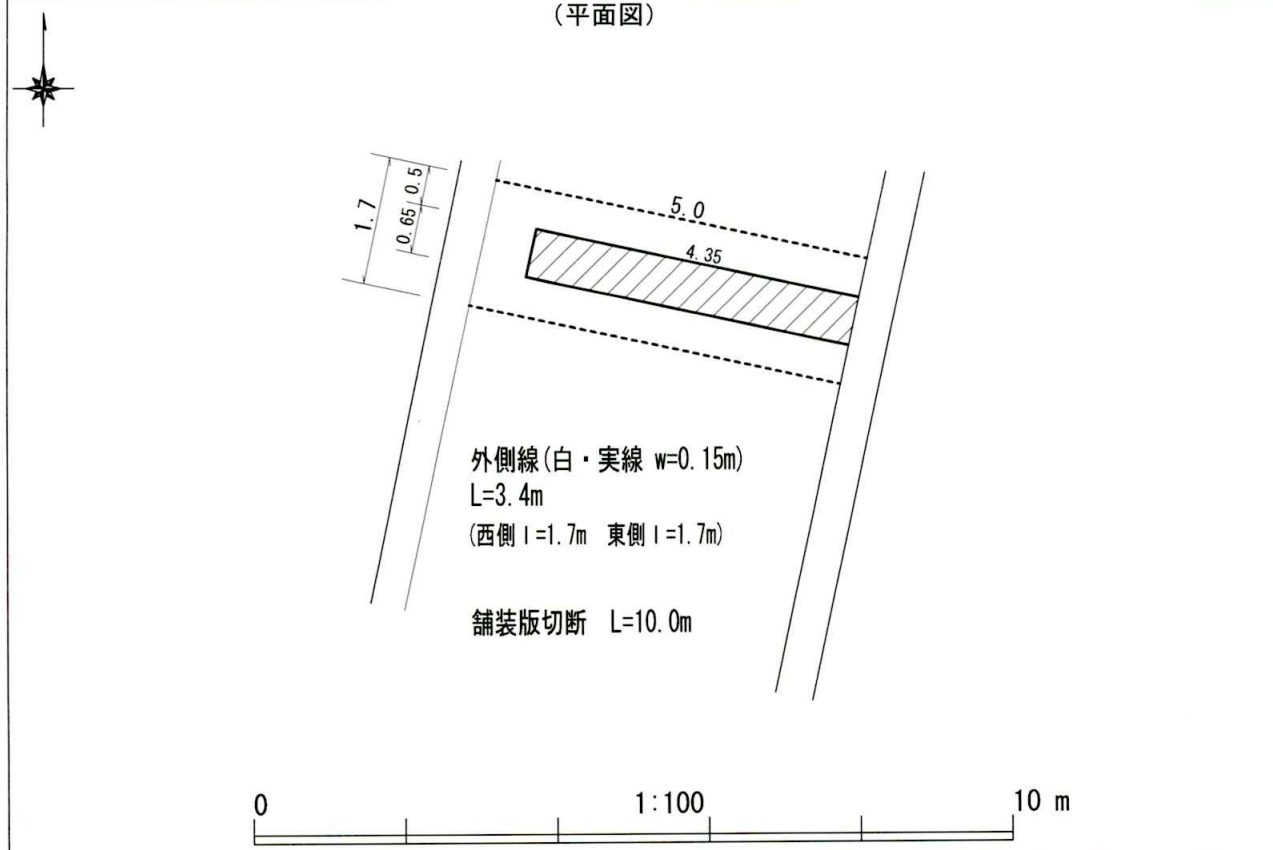 (平面図)
5.0
0.5
1.7
0.65
4.35
外側線(白・実線 w=0.15m)
L=3.4m
(西側l=1.7m 東側l=1.7m)
舗装版切断 L=10.0m
0 1:100 10 m